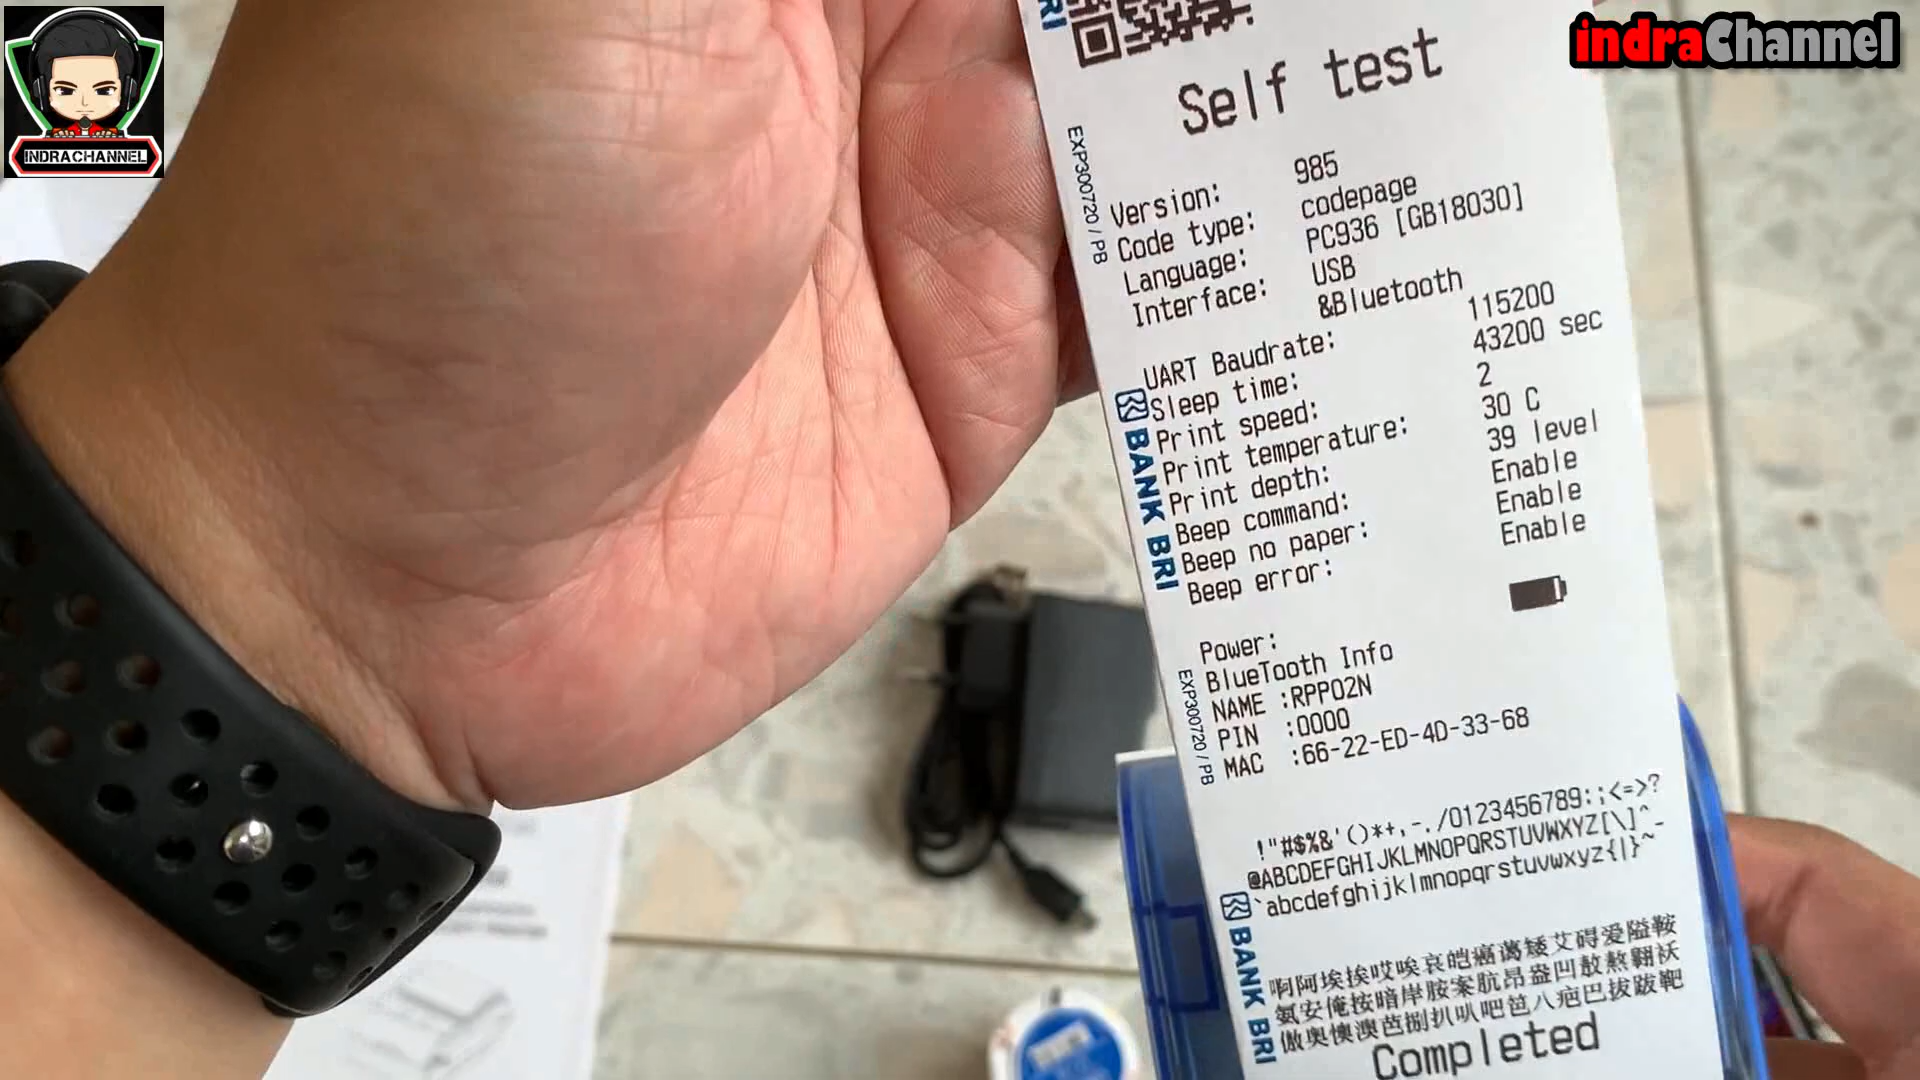 indraChannel
INDRA CHANNEL
RI
Self test
EXP300720 / PB
Version: 985
Code type: codepage
Language: PC936 [GB18030]
Interface: USB
&Bluetooth
UART Baudrate: 115200
Sleep time: 43200 sec
Print speed: 2
Print temperature: 30 C
Print depth: 39 level
Beep command: Enable
Beep no paper: Enable
Beep error: Enable
BANK BRI
Power:
BlueTooth Info
NAME :RPP02N
PIN :0000
MAC :66-22-ED-4D-33-68
EXP300720 / PB
!"#$%&'()*+,-./0123456789:;<=>?
@ABCDEFGHIJKLMNOPQRSTUVWXYZ[\]^-
`abcdefghijklmnopqrstuvwxyz{|}~
BANK BRI
啊阿埃挨哎唉哀皑癌蔼矮艾碍爱隘鞍
氨安俺按暗岸胺案肮昂盎凹敖熬翱袄
傲奥懊澳芭捌扒叭吧笆八疤巴拔跋靶
Completed